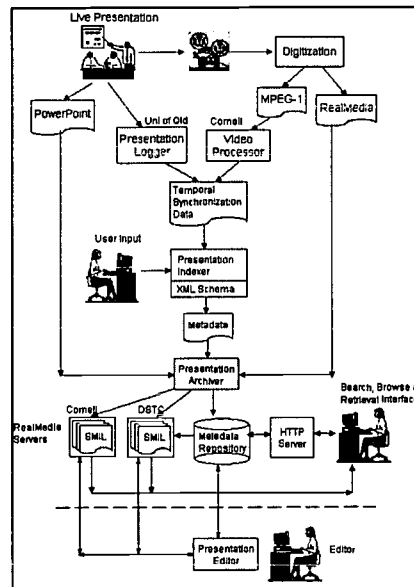 Live Presentation
Digitization
MPEG-1
RealMedia
PowerPoint
Uni of Qld
Presentation
Logger
Cornell
Video
Processor
Temporal
Synchronization
Data
User Input
Presentation
Indexer
XML Schema
Metadate
Presentation
Archiver
Search, Browse &
Retrieval Interface
RealMedia
Servers
Cornell
SMIL
DSTC
SMIL
Metadata
Repository
HTTP
Server
Presentation
Editor
Editor